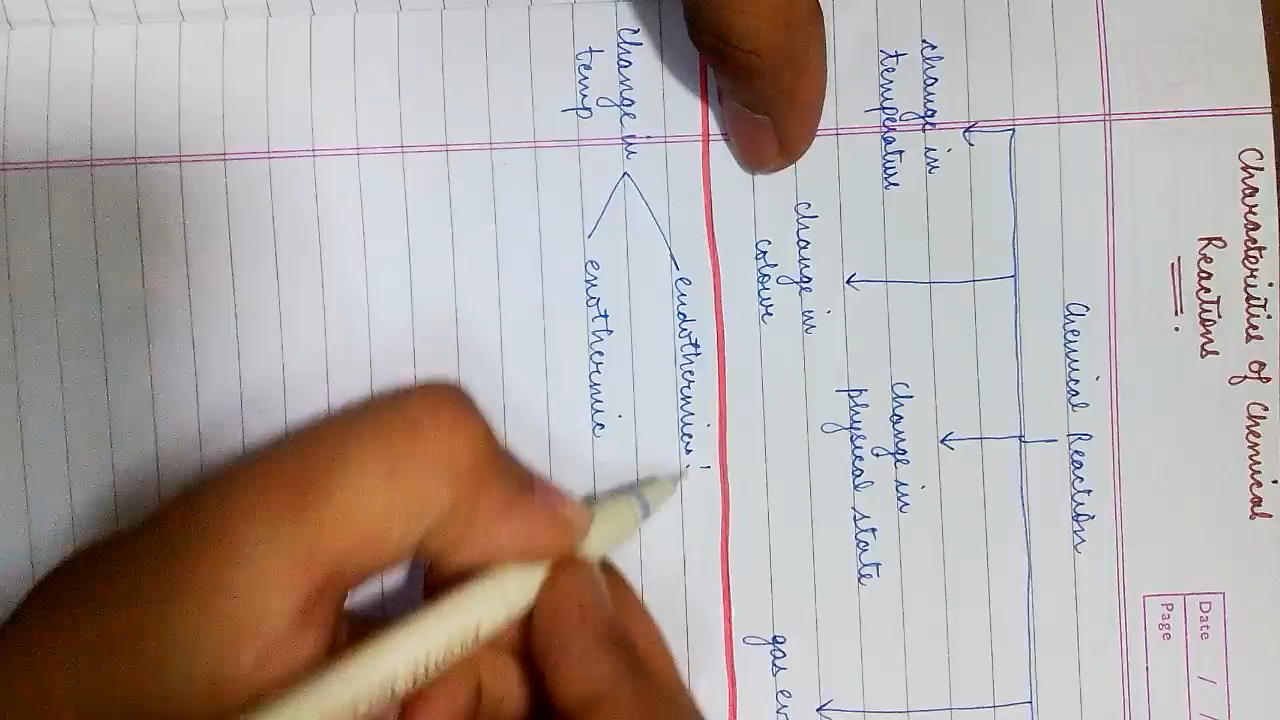 Characteristics of Chemical
Reactions
Date / /
Page
Chemical Reaction
change in
temperature
change in
colour
change in
physical state
gas ev
Change in
temp
endothermic:
exothermic